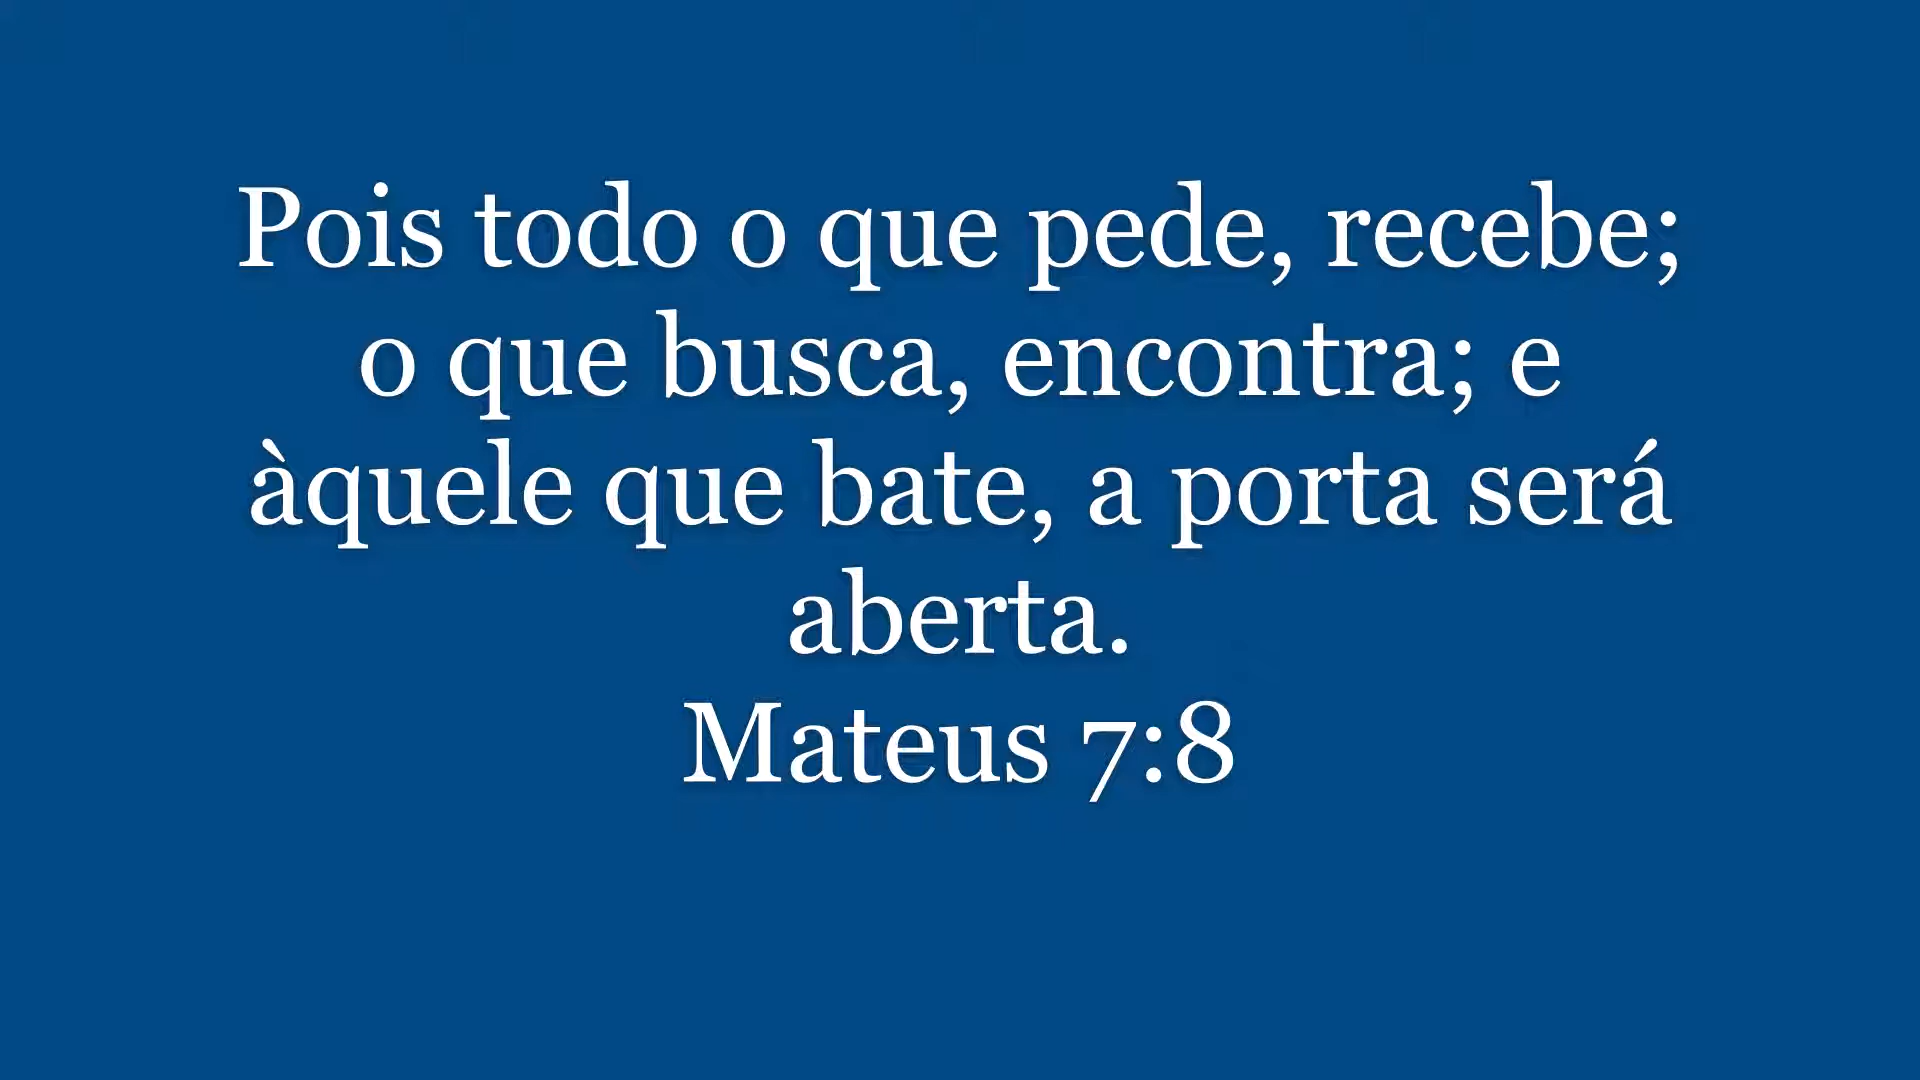 Pois todo o que pede, recebe;
o que busca, encontra; e
àquele que bate, a porta será
aberta.
Mateus 7:8